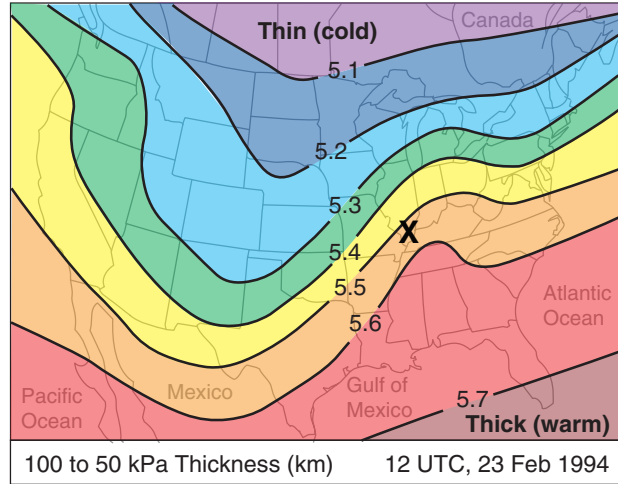 Canada
Thin (cold)
5.1
5.2
5.3
5.4
5.5
5.6
X
Atlantic
Ocean
Pacific
Ocean
Mexico
Gulf of
Mexico
5.7
Thick (warm)
100 to 50 kPa Thickness (km) 12 UTC, 23 Feb 1994